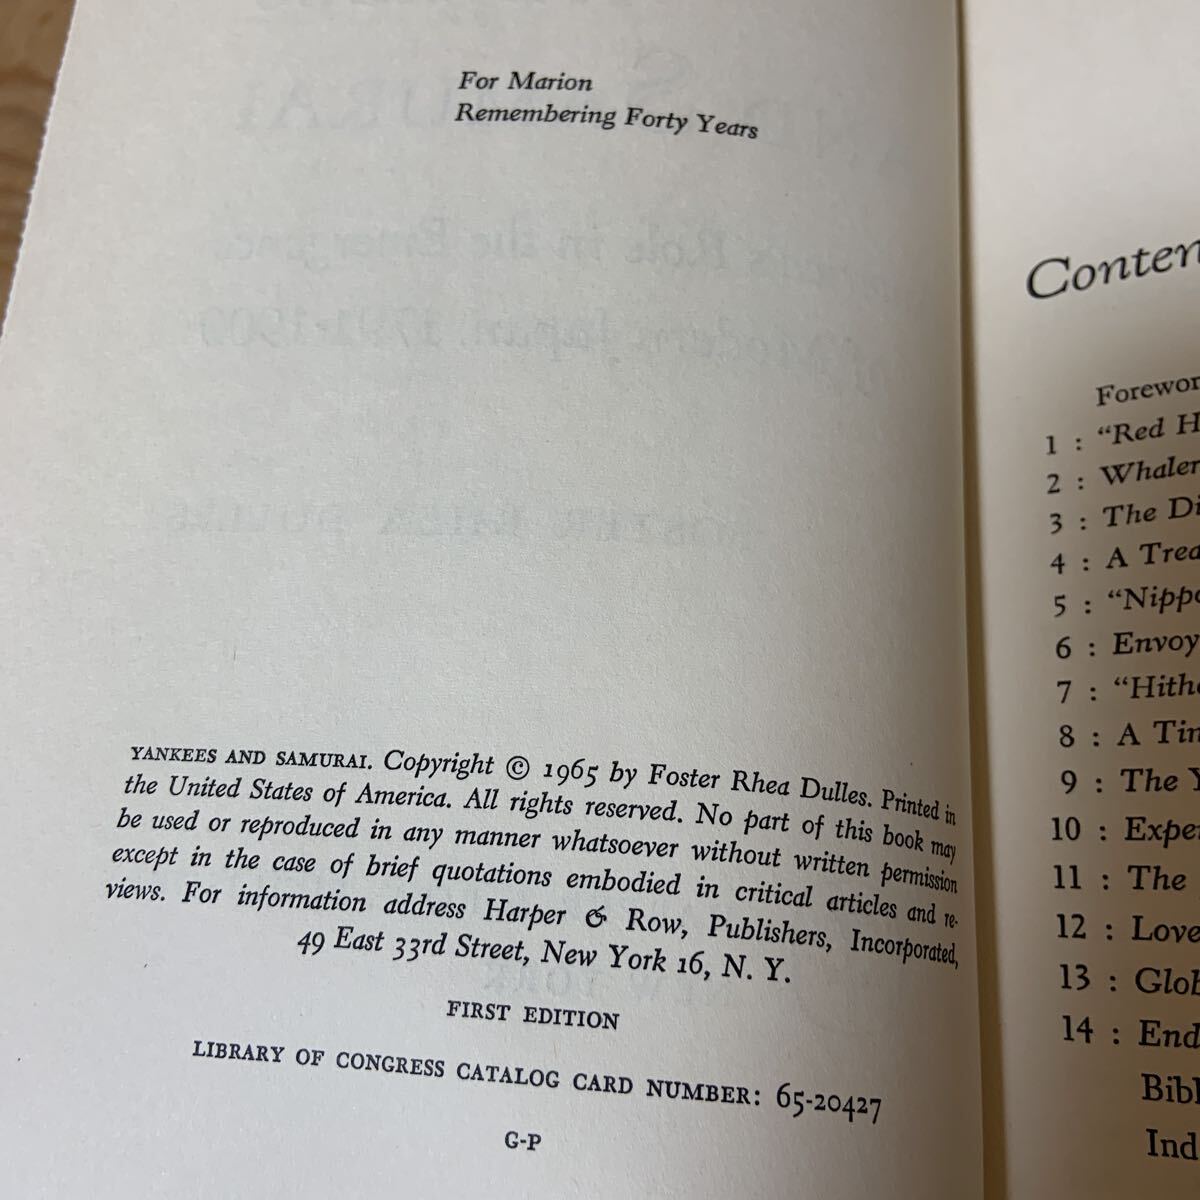 For Marion
Remembering Forty Years
YANKEES AND SAMURAI. Copyright © 1965 by Foster Rhea Dulles. Printed in
the United States of America. All rights reserved. No part of this book may
be used or reproduced in any manner whatsoever without written permission
except in the case of brief quotations embodied in critical articles and re-
views. For information address Harper & Row, Publishers, Incorporated,
49 East 33rd Street, New York 16, N. Y.
FIRST EDITION
LIBRARY OF CONGRESS CATALOG CARD NUMBER: 65-20427
G-P
Conten
Forewor
1 : "Red H
2 : Whaler
3 : The Di
4 : A Trea
5 : "Nippo
6 : Envoy
7 : "Hithe
8 : A Tim
9 : The Y
10 : Expe
11 : The
12 : Love
13 : Glob
14 : End
Bibl
Ind